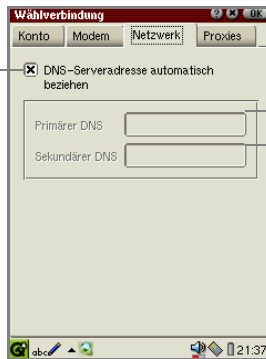 Wählverbindung ? X OK
Konto Modem Netzwerk Proxies
DNS-Serveradresse automatisch
beziehen
Primärer DNS
Sekundärer DNS
abc 21:37